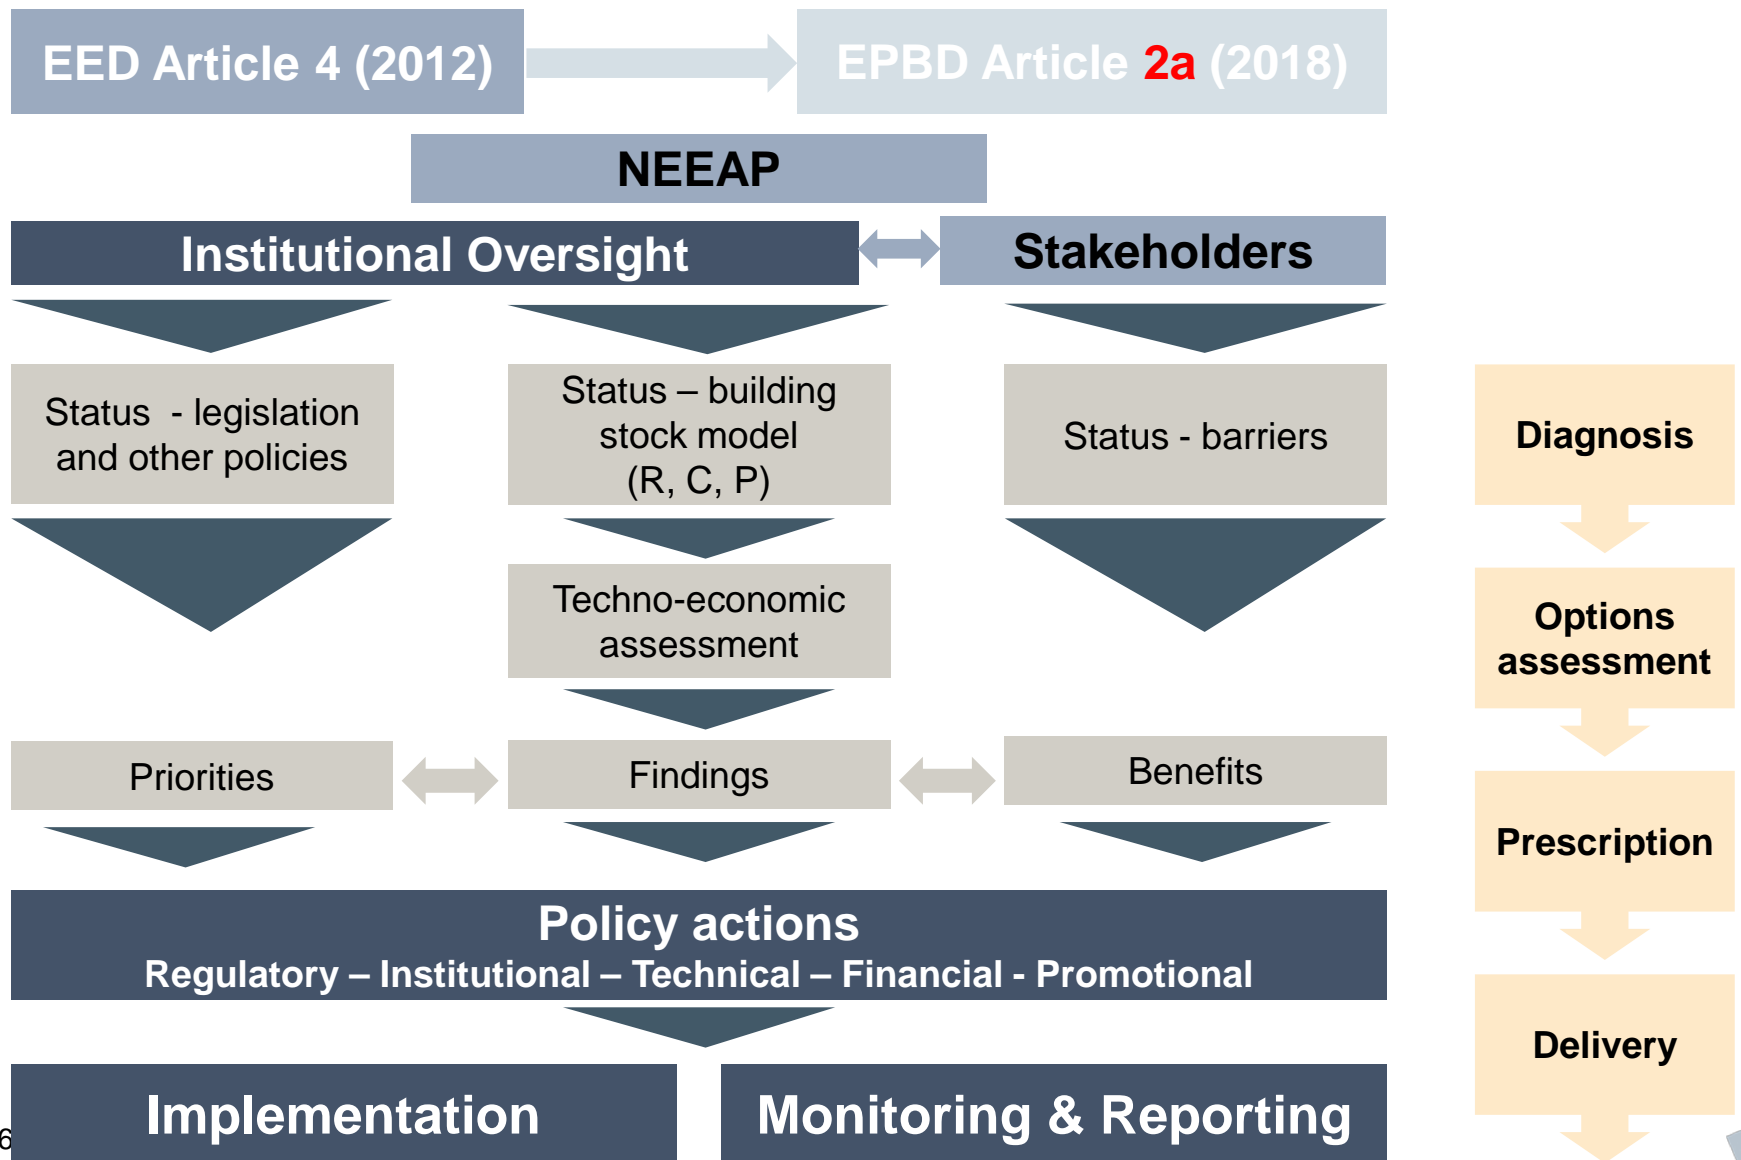 EED Article 4 (2012)
EPBD Article 2a (2018)
NEEAP
Institutional Oversight
Stakeholders
Status - legislation
and other policies
Status – building
stock model
(R, C, P)
Status - barriers
Diagnosis
Techno-economic
assessment
Options
assessment
Priorities
Findings
Benefits
Prescription
Policy actions
Regulatory – Institutional – Technical – Financial - Promotional
Delivery
Implementation
Monitoring & Reporting
6